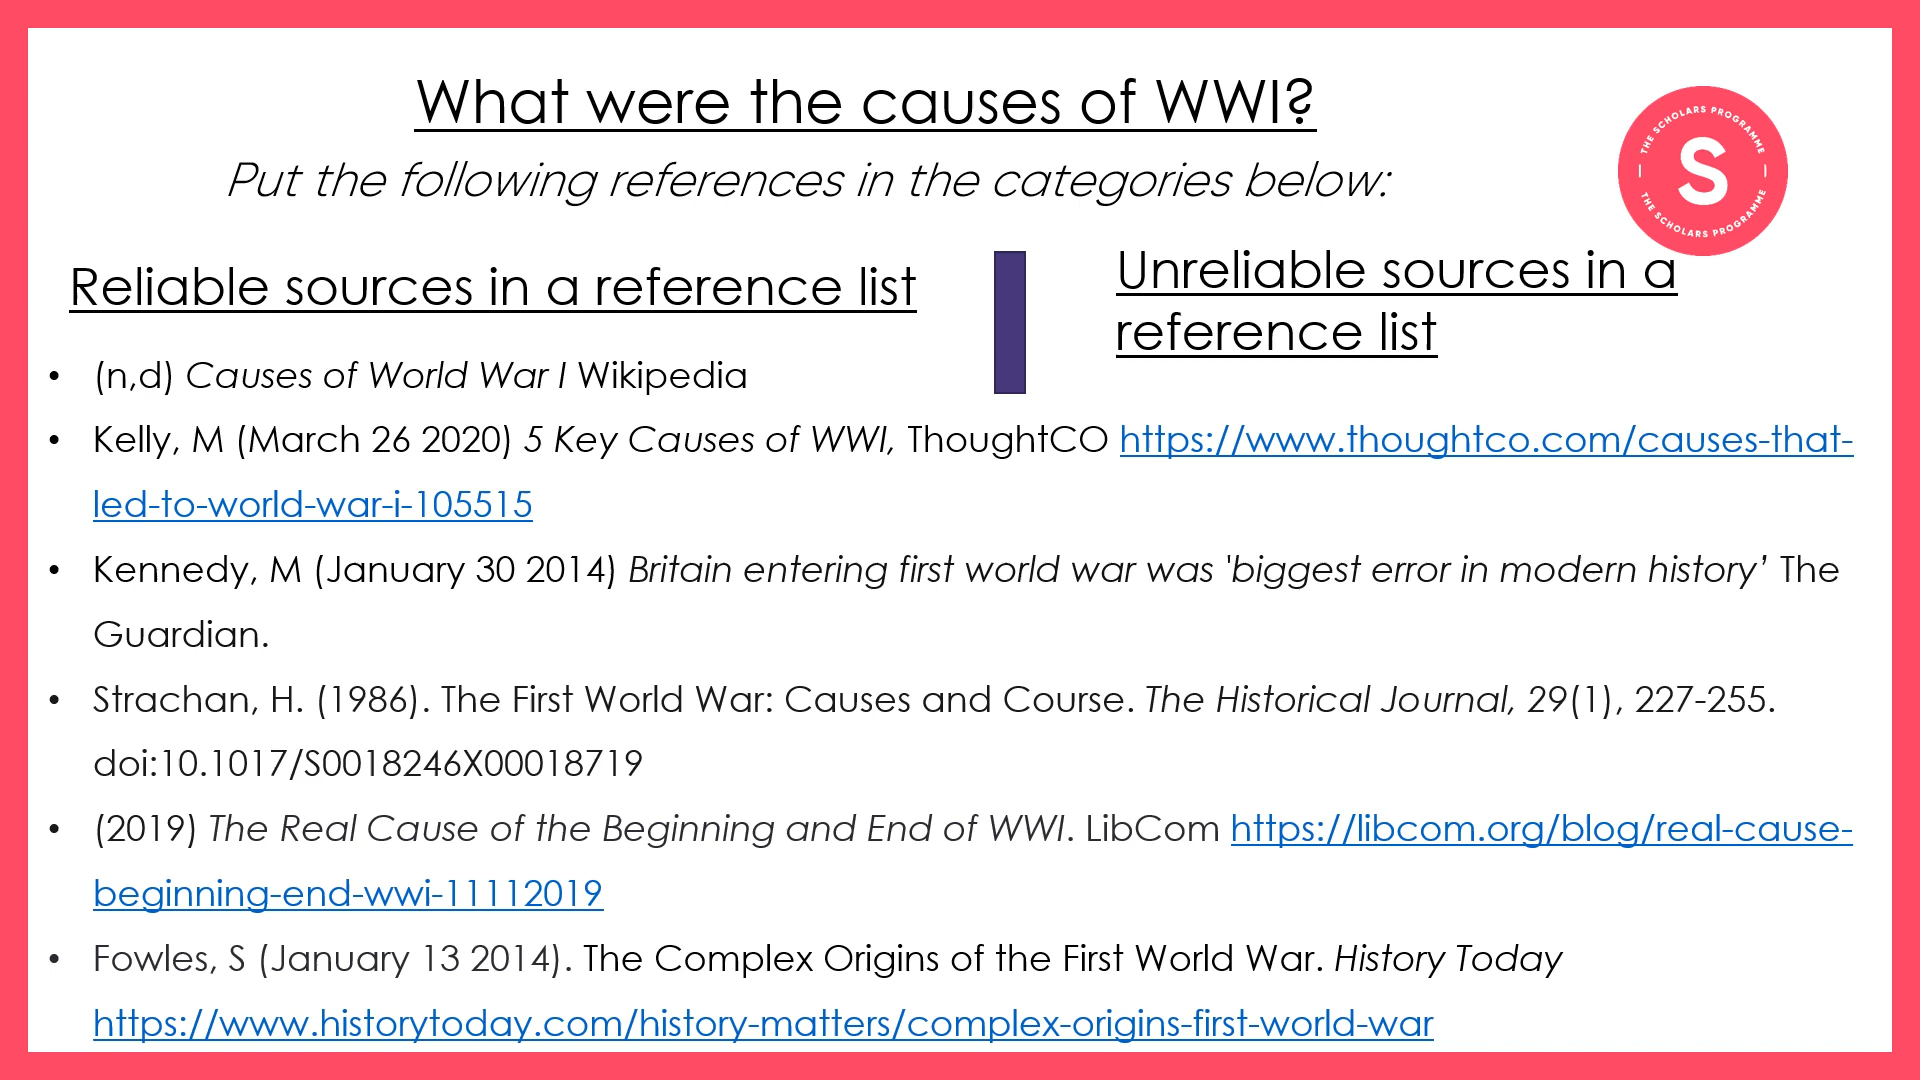 What were the causes of WWI?
Put the following references in the categories below:
THE SCHOLARS PROGRAMME
S
THE SCHOLARS PROGRAMME
Reliable sources in a reference list
Unreliable sources in a
reference list
• (n,d) Causes of World War I Wikipedia
• Kelly, M (March 26 2020) 5 Key Causes of WWI, ThoughtCO https://www.thoughtco.com/causes-that-
led-to-world-war-i-105515
• Kennedy, M (January 30 2014) Britain entering first world war was 'biggest error in modern history’ The
Guardian.
• Strachan, H. (1986). The First World War: Causes and Course. The Historical Journal, 29(1), 227-255.
doi:10.1017/S0018246X00018719
• (2019) The Real Cause of the Beginning and End of WWI. LibCom https://libcom.org/blog/real-cause-
beginning-end-wwi-11112019
• Fowles, S (January 13 2014). The Complex Origins of the First World War. History Today
https://www.historytoday.com/history-matters/complex-origins-first-world-war